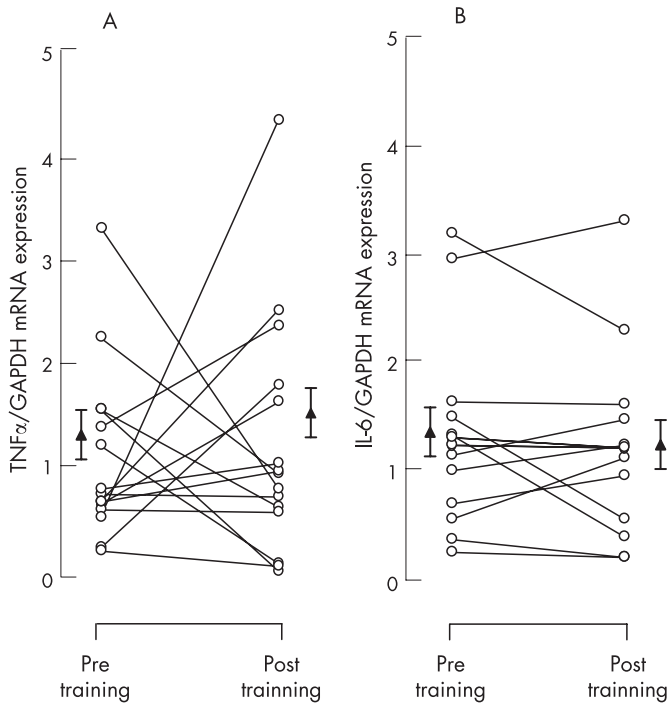 A
TNFα/GAPDH mRNA expression
5
4
3
2
1
0
Pre
training
Post
trainning
B
IL-6/GAPDH mRNA expression
5
4
3
2
1
0
Pre
training
Post
trainning